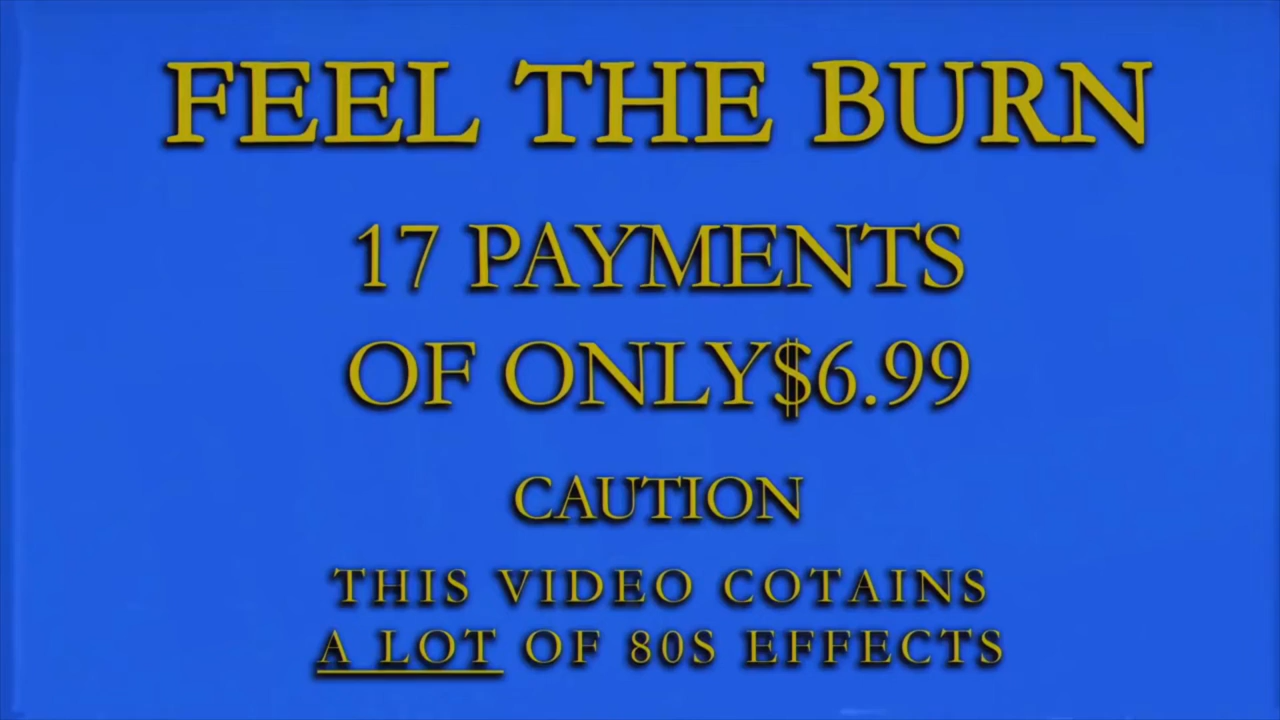 FEEL THE BURN
17 PAYMENTS
OF ONLY$6.99
CAUTION
THIS VIDEO COTAINS
A LOT OF 80S EFFECTS